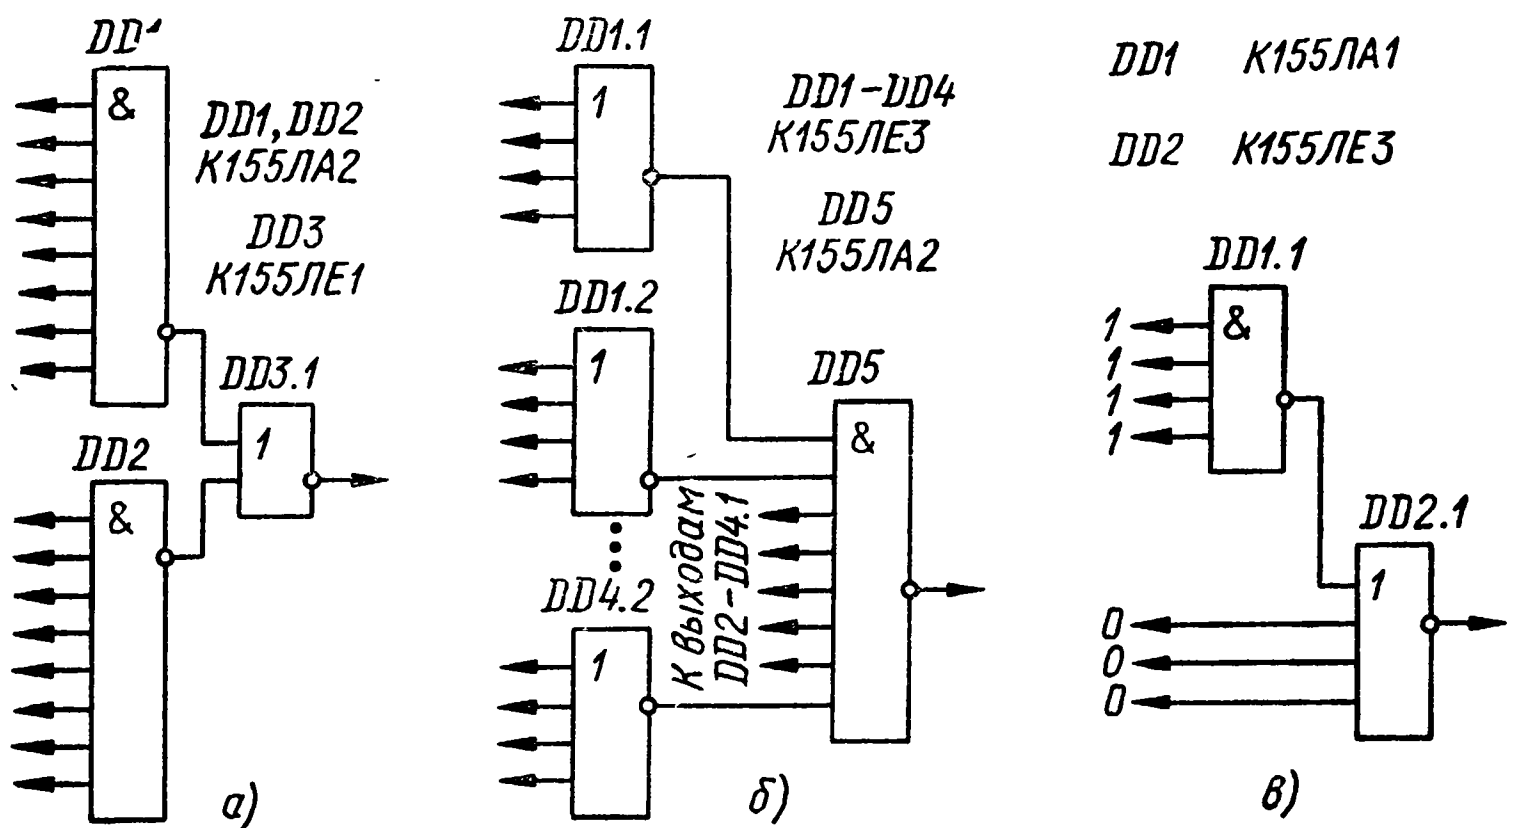 DD1
&
DD1, DD2
К155ЛА2
DD3
К155ЛЕ1
DD3.1
1
DD2
&
а)
DD1.1
1
DD1-DD4
К155ЛЕ3
DD5
К155ЛА2
DD1.2
1
DD5
&
К выходам
DD2-DD4.1
DD4.2
1
б)
DD1 К155ЛА1
DD2 К155ЛЕ3
DD1.1
&
1
1
1
1
DD2.1
1
0
0
0
в)